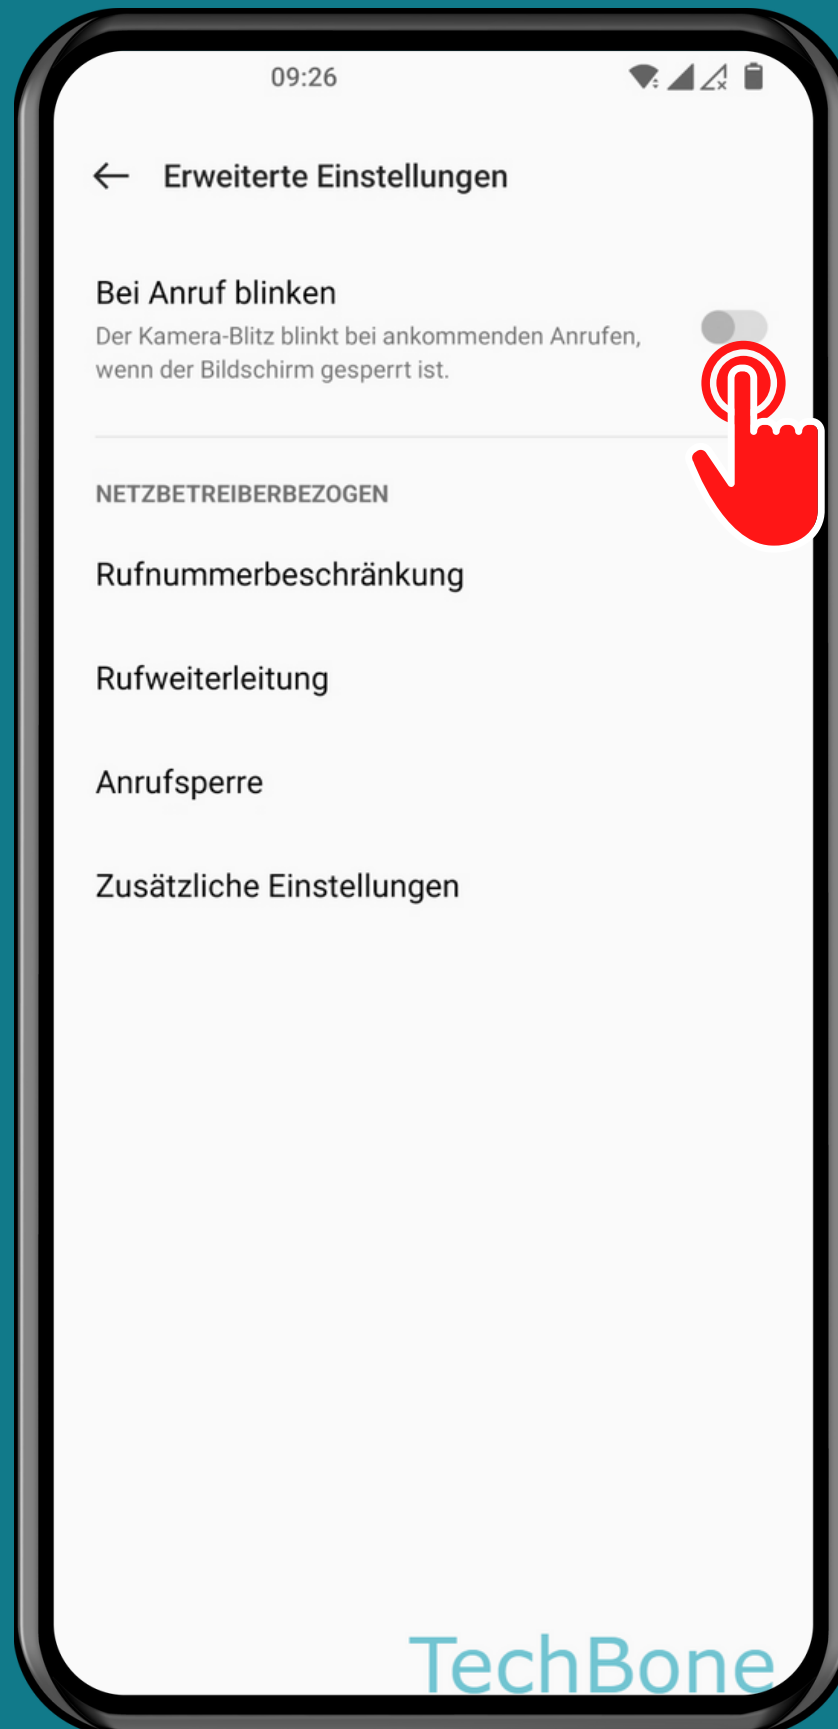 09:26
Erweiterte Einstellungen
Bei Anruf blinken
Der Kamera-Blitz blinkt bei ankommenden Anrufen,
wenn der Bildschirm gesperrt ist.
NETZBETREIBERBEZOGEN
Rufnummerbeschränkung
Rufweiterleitung
Anrufsperre
Zusätzliche Einstellungen
TechBone